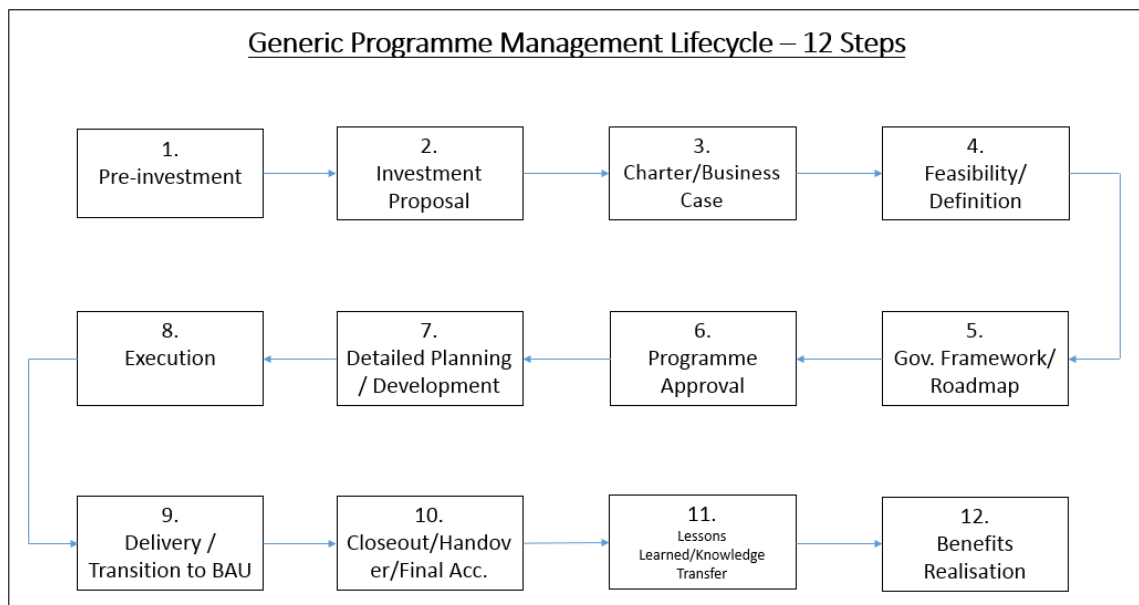 Generic Programme Management Lifecycle – 12 Steps
1.
Pre-investment
2.
Investment
Proposal
3.
Charter/Business
Case
4.
Feasibility/
Definition
5.
Gov. Framework/
Roadmap
6.
Programme
Approval
7.
Detailed Planning
/ Development
8.
Execution
9.
Delivery /
Transition to BAU
10.
Closeout/Handov
er/Final Acc.
11.
Lessons
Learned/Knowledge
Transfer
12.
Benefits
Realisation